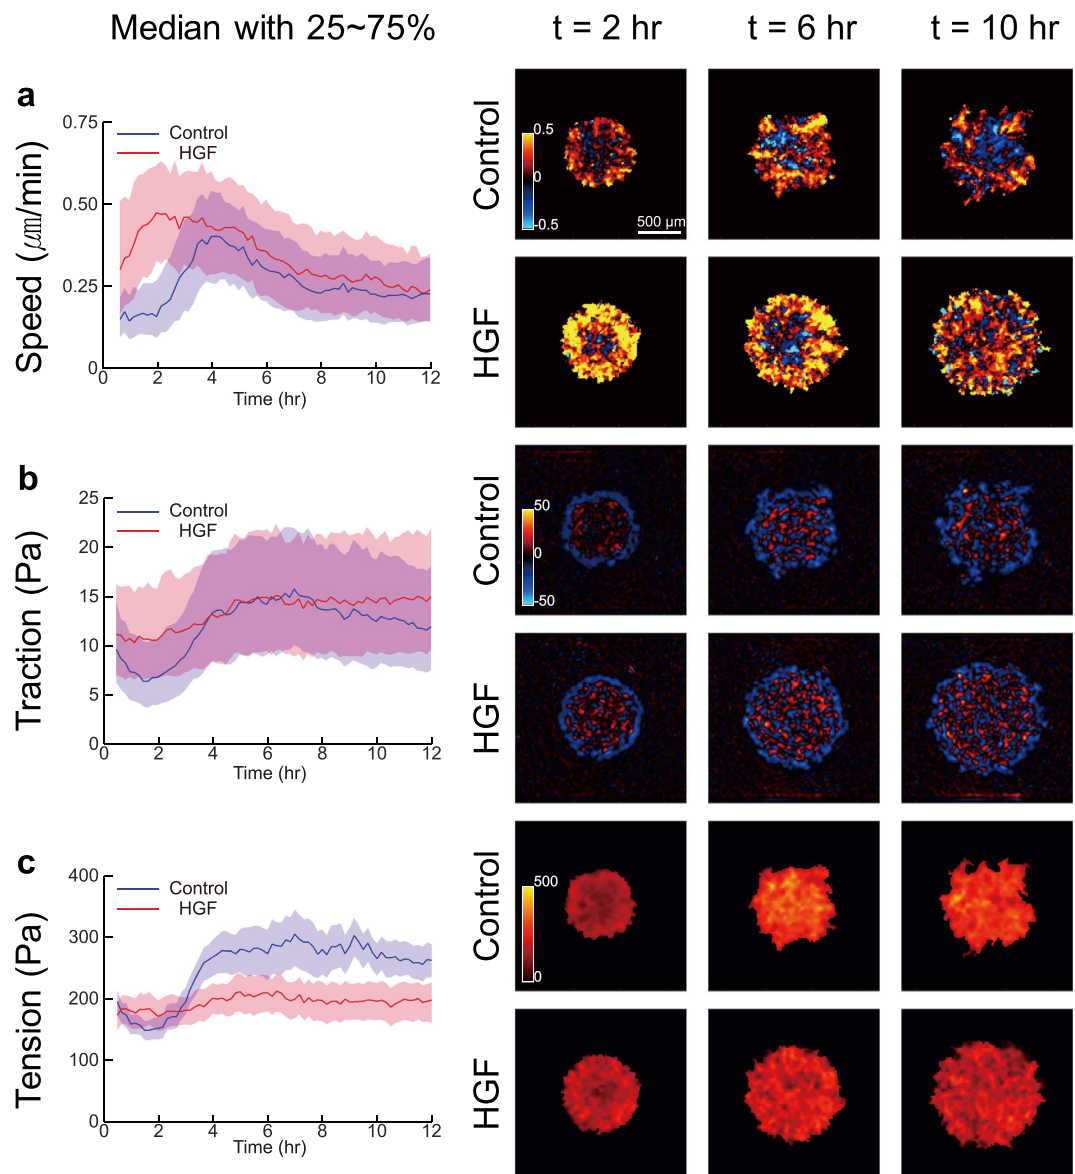 Median with 25~75%
t = 2 hr
t = 6 hr
t = 10 hr
a
Speed (㎛/min)
0.75
0.50
0.25
0
Control
HGF
0 2 4 6 8 10 12
Time (hr)
Control
0.5
0
-0.5
500 µm
HGF
b
Traction (Pa)
25
20
15
10
5
0
Control
HGF
0 2 4 6 8 10 12
Time (hr)
Control
50
0
-50
HGF
c
Tension (Pa)
400
300
200
100
0
Control
HGF
0 2 4 6 8 10 12
Time (hr)
Control
500
0
HGF